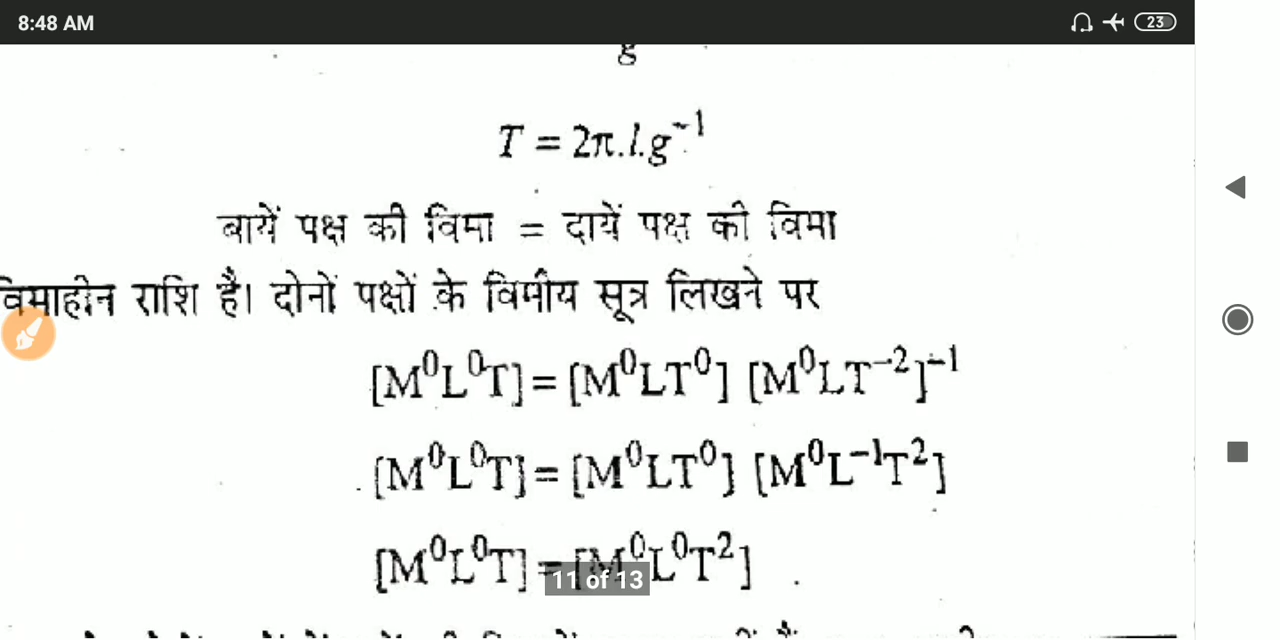 8:48 AM 23
g
T = 2π.l.g⁻¹
बायें पक्ष की विमा = दायें पक्ष की विमा
विमाहीन राशि है। दोनों पक्षों के विमीय सूत्र लिखने पर
[M⁰L⁰T] = [M⁰LT⁰] [M⁰LT⁻²]⁻¹
[M⁰L⁰T] = [M⁰LT⁰] [M⁰L⁻¹T²]
[M⁰L⁰T] = [M⁰L⁰T²]
11 of 13